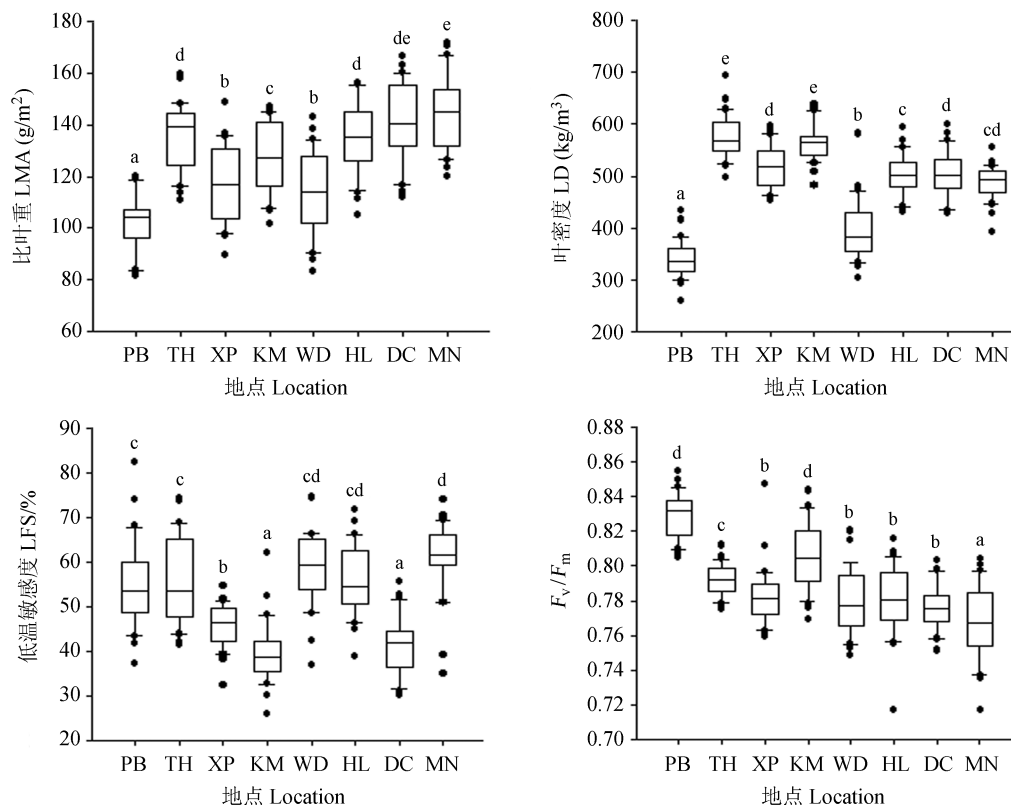 180
160
140
120
100
80
60
比叶重 LMA (g/m²)
a
d
b
c
b
d
de
e
PB TH XP KM WD HL DC MN
地点 Location
800
700
600
500
400
300
200
叶密度 LD (kg/m³)
a
e
d
e
b
c
d
cd
PB TH XP KM WD HL DC MN
地点 Location
90
80
70
60
50
40
30
20
低温敏感度 LFS/%
c
c
b
a
cd
cd
a
d
PB TH XP KM WD HL DC MN
地点 Location
0.88
0.86
0.84
0.82
0.80
0.78
0.76
0.74
0.72
0.70
Fv/Fm
d
c
b
d
b
b
b
a
PB TH XP KM WD HL DC MN
地点 Location